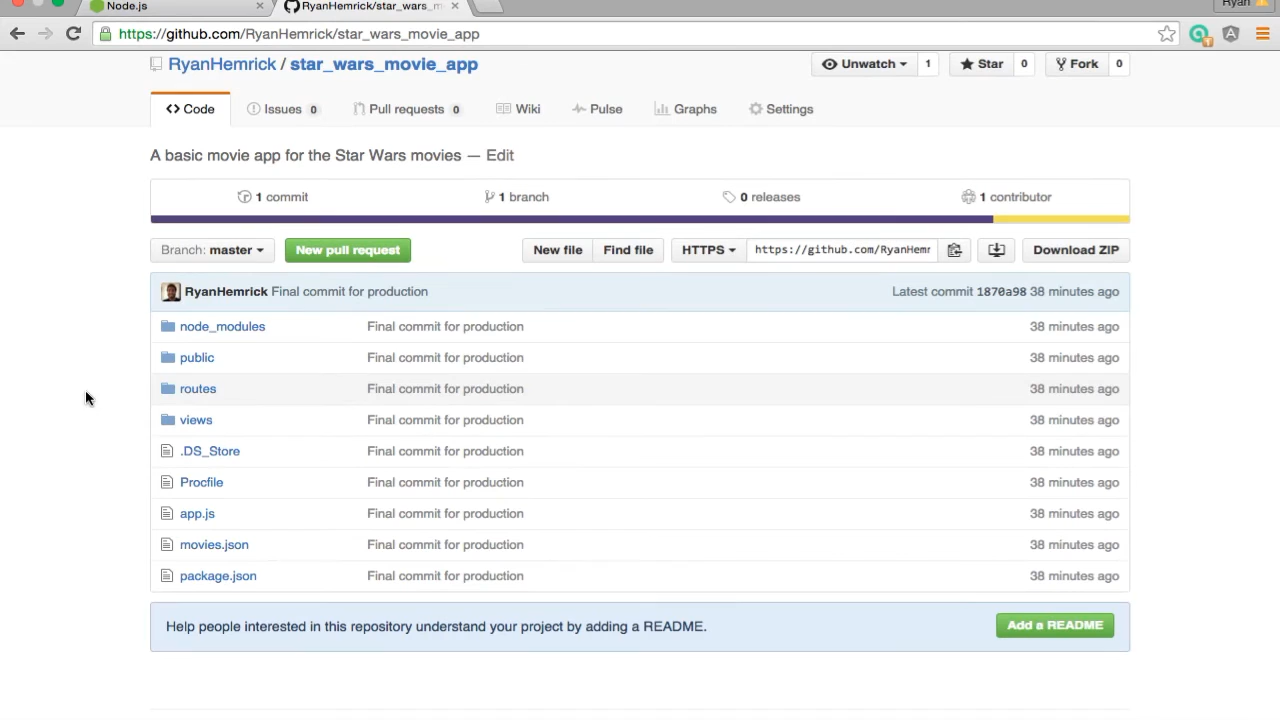 Node.js
RyanHemrick/star_wars_m
Ryan
https://github.com/RyanHemrick/star_wars_movie_app
RyanHemrick / star_wars_movie_app
Unwatch 1
Star 0
Fork 0
Code
Issues 0
Pull requests 0
Wiki
Pulse
Graphs
Settings
A basic movie app for the Star Wars movies — Edit
1 commit
1 branch
0 releases
1 contributor
Branch: master
New pull request
New file
Find file
HTTPS
https://github.com/RyanHemr
Download ZIP
RyanHemrick Final commit for production Latest commit 1870a98 38 minutes ago
node_modules Final commit for production 38 minutes ago
public Final commit for production 38 minutes ago
routes Final commit for production 38 minutes ago
views Final commit for production 38 minutes ago
.DS_Store Final commit for production 38 minutes ago
Procfile Final commit for production 38 minutes ago
app.js Final commit for production 38 minutes ago
movies.json Final commit for production 38 minutes ago
package.json Final commit for production 38 minutes ago
Help people interested in this repository understand your project by adding a README.
Add a README